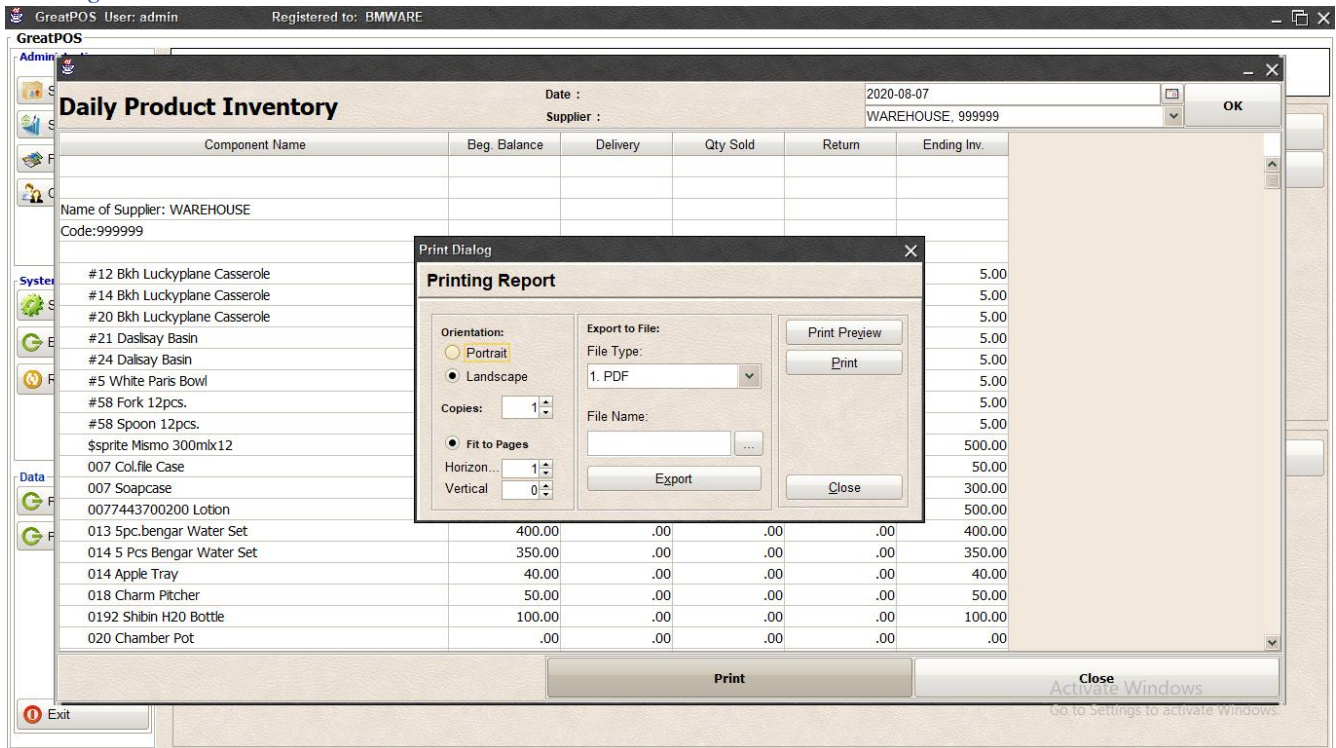 GreatPOS User: admin Registered to: BMWARE
GreatPOS
Daily Product Inventory
Date : 2020-08-07
Supplier : WAREHOUSE, 999999
OK
Component Name Beg. Balance Delivery Qty Sold Return Ending Inv.
Name of Supplier: WAREHOUSE
Code:999999
#12 Bkh Luckyplane Casserole 5.00
#14 Bkh Luckyplane Casserole 5.00
#20 Bkh Luckyplane Casserole 5.00
#21 Daslisay Basin 5.00
#24 Dalisay Basin 5.00
#5 White Paris Bowl 5.00
#58 Fork 12pcs. 5.00
#58 Spoon 12pcs. 5.00
$sprite Mismo 300mlx12 500.00
007 Col.file Case 50.00
007 Soapcase 300.00
0077443700200 Lotion 500.00
013 5pc.bengar Water Set 400.00 .00 .00 .00 400.00
014 5 Pcs Bengar Water Set 350.00 .00 .00 .00 350.00
014 Apple Tray 40.00 .00 .00 .00 40.00
018 Charm Pitcher 50.00 .00 .00 .00 50.00
0192 Shibin H20 Bottle 100.00 .00 .00 .00 100.00
020 Chamber Pot .00 .00 .00 .00 .00
Print Dialog
Printing Report
Orientation:
Portrait
Landscape
Copies: 1
Fit to Pages
Horizon... 1
Vertical 0
Export to File:
File Type:
1. PDF
File Name:
...
Export
Print Preview
Print
Close
Print
Close
Data
Exit
Activate Windows
Go to Settings to activate Windows.